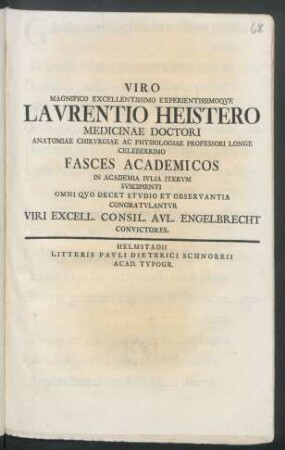 68
VIRO
MAGNIFICO EXCELLENTISSIMO EXPERIENTISSIMOQVE
LAVRENTIO HEISTERO
MEDICINAE DOCTORI
ANATOMIAE CHIRVRGIAE AC PHYSIOLOGIAE PROFESSORI LONGE
CELEBERRIMO
FASCES ACADEMICOS
IN ACADEMIA IVLIA ITERVM
SVSCIPIENTI
OMNI QVO DECET STVDIO ET OBSERVANTIA
CONGRATVLANTVR
VIRI EXCELL. CONSIL. AVL. ENGELBRECHT
CONVICTORES.
HELMSTADII
LITTERIS PAVLI DIETERICI SCHNORRII
ACAD. TYPOGR.